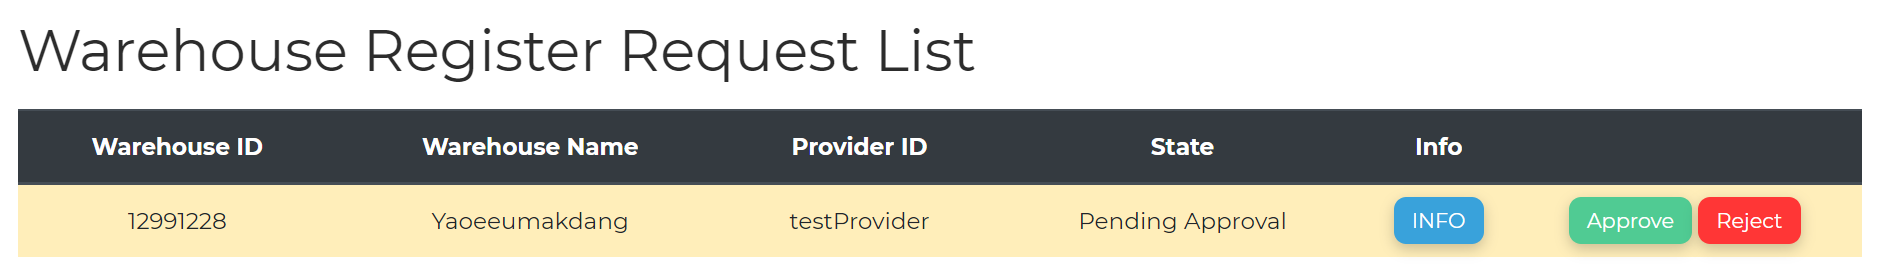 Warehouse Register Request List
Warehouse ID Warehouse Name Provider ID State Info
12991228 Yaoeeumakdang testProvider Pending Approval INFO Approve Reject